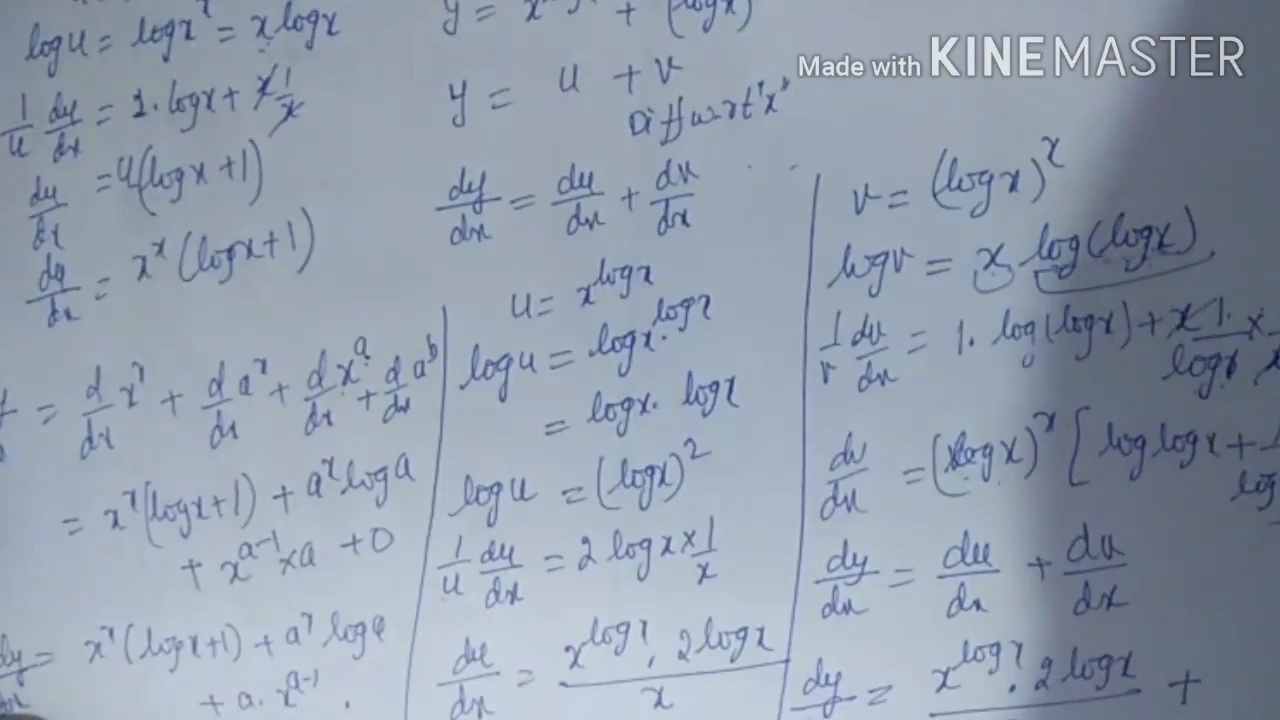 log u = log x^x = x log x
1/u du/dx = 1. log x + x 1/x
du/dx = u(log x + 1)
du/dx = x^x (log x + 1)
= d/dx x^x + d/dx a^x + d/dx x^a + d/dx a^b
= x^x (log x + 1) + a^x log a
+ x^(a-1) × a + 0
dy/dx = x^x (log x + 1) + a^x log a
+ a. x^(a-1).
y = u + v
Diff w.r.t 'x'
dy/dx = du/dx + dv/dx
u = x^(log x)
log u = log x^(log x)
= log x. log x
log u = (log x)^2
1/u du/dx = 2 log x × 1/x
du/dx = x^(log x). 2 log x / x
Made with KINEMASTER
v = (log x)^x
log v = x log(log x)
1/v dv/dx = 1. log(log x) + x 1/log x ×
dv/dx = (log x)^x [ log log x + 1/log
dy/dx = du/dx + dv/dx
dy = x^(log x). 2 log x +